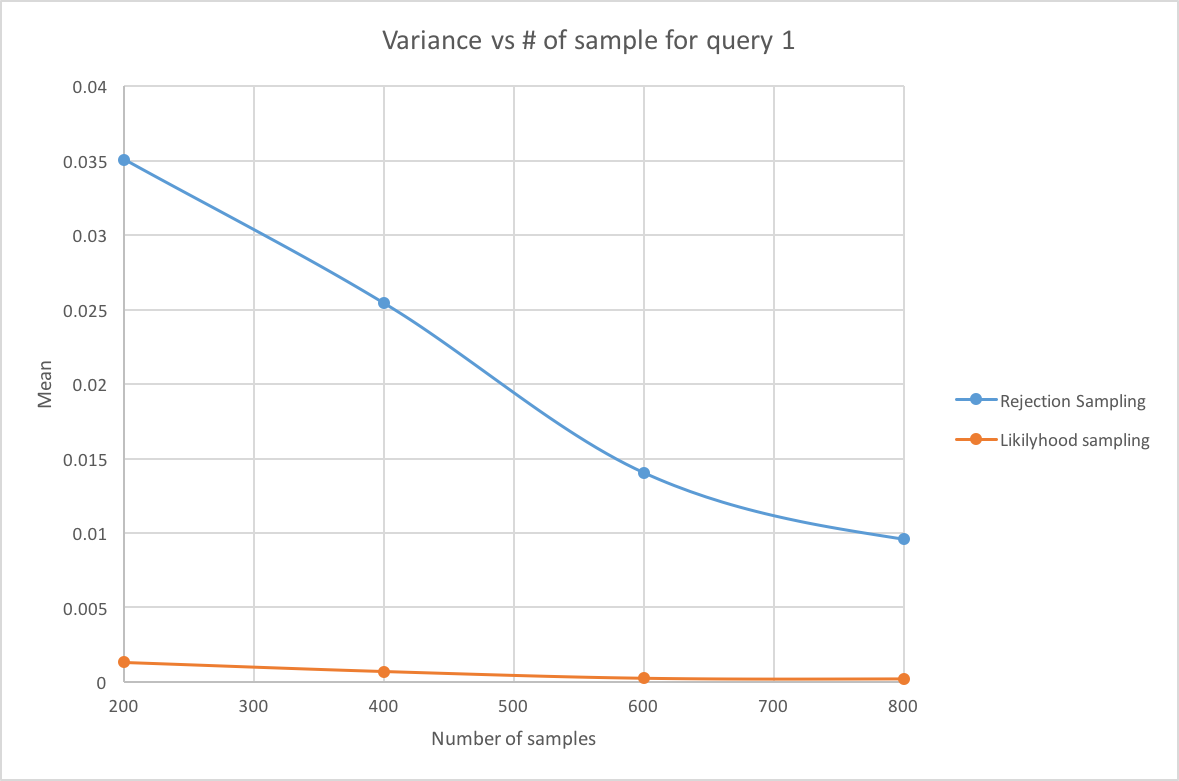 Variance vs # of sample for query 1
0.04
0.035
0.03
0.025
0.02
0.015
0.01
0.005
0
Mean
200 300 400 500 600 700 800
Number of samples
Rejection Sampling
Likilyhood sampling